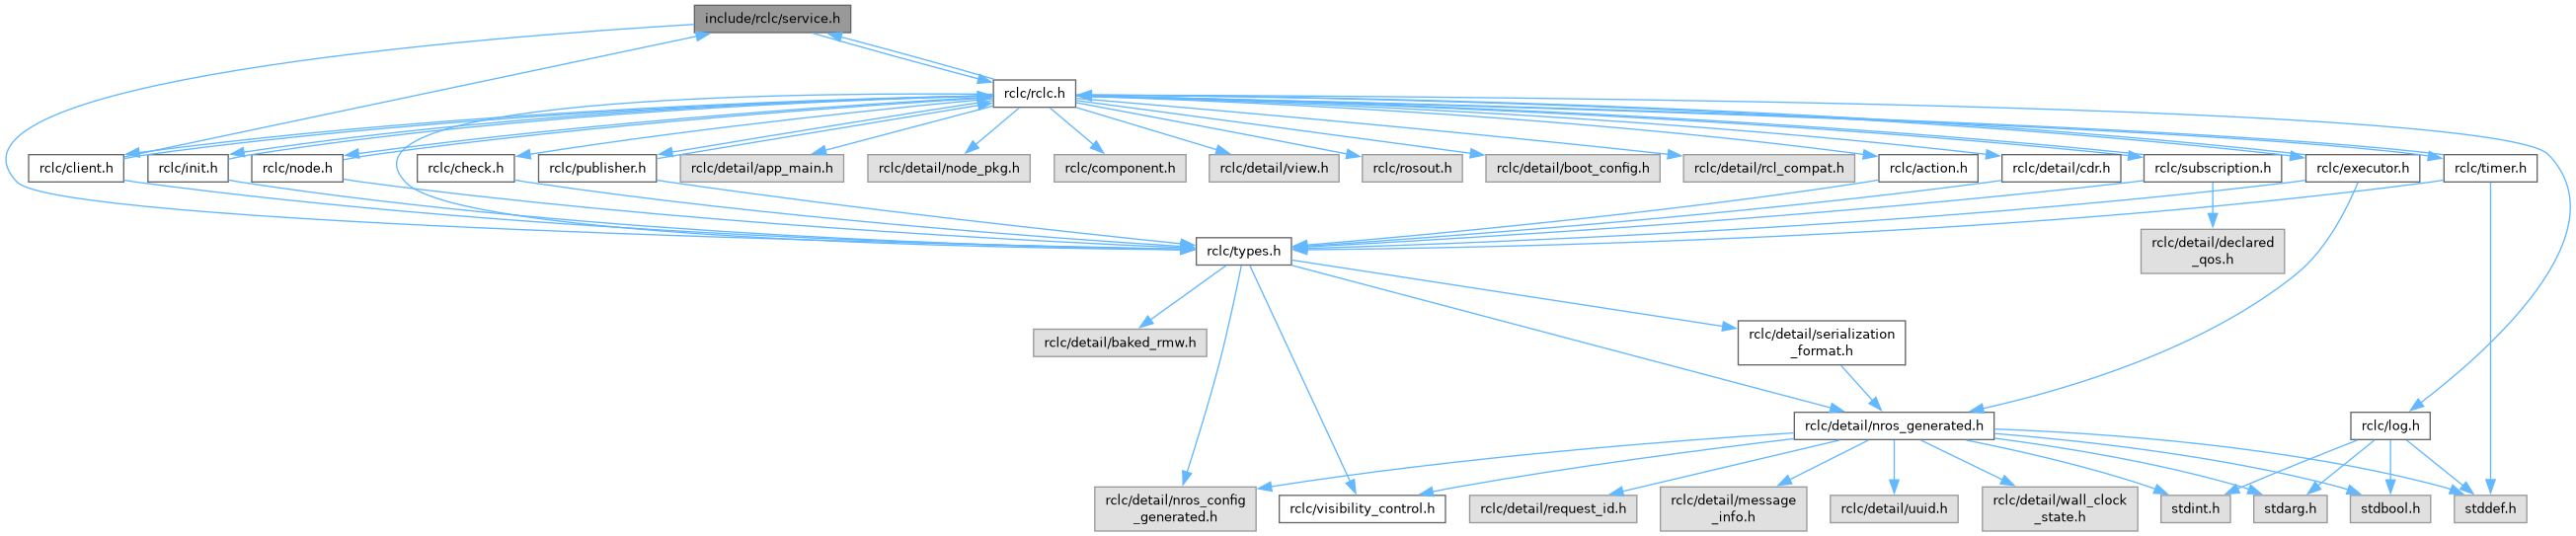 include/rclc/service.h
rclc/rclc.h
rclc/client.h
rclc/init.h
rclc/node.h
rclc/check.h
rclc/publisher.h
rclc/detail/app_main.h
rclc/detail/node_pkg.h
rclc/component.h
rclc/detail/view.h
rclc/rosout.h
rclc/detail/boot_config.h
rclc/detail/rcl_compat.h
rclc/action.h
rclc/detail/cdr.h
rclc/subscription.h
rclc/executor.h
rclc/timer.h
rclc/types.h
rclc/detail/declared
_qos.h
rclc/detail/baked_rmw.h
rclc/detail/serialization
_format.h
rclc/detail/nros_generated.h
rclc/log.h
rclc/detail/nros_config
_generated.h
rclc/visibility_control.h
rclc/detail/request_id.h
rclc/detail/message
_info.h
rclc/detail/uuid.h
rclc/detail/wall_clock
_state.h
stdint.h
stdarg.h
stdbool.h
stddef.h